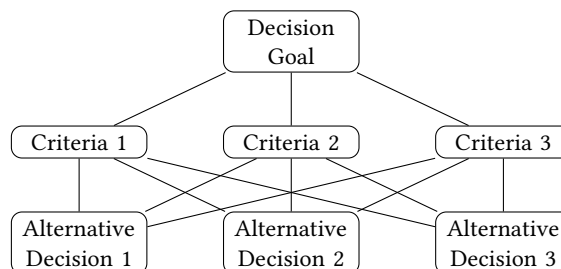 Decision
Goal
Criteria 1
Criteria 2
Criteria 3
Alternative
Decision 1
Alternative
Decision 2
Alternative
Decision 3